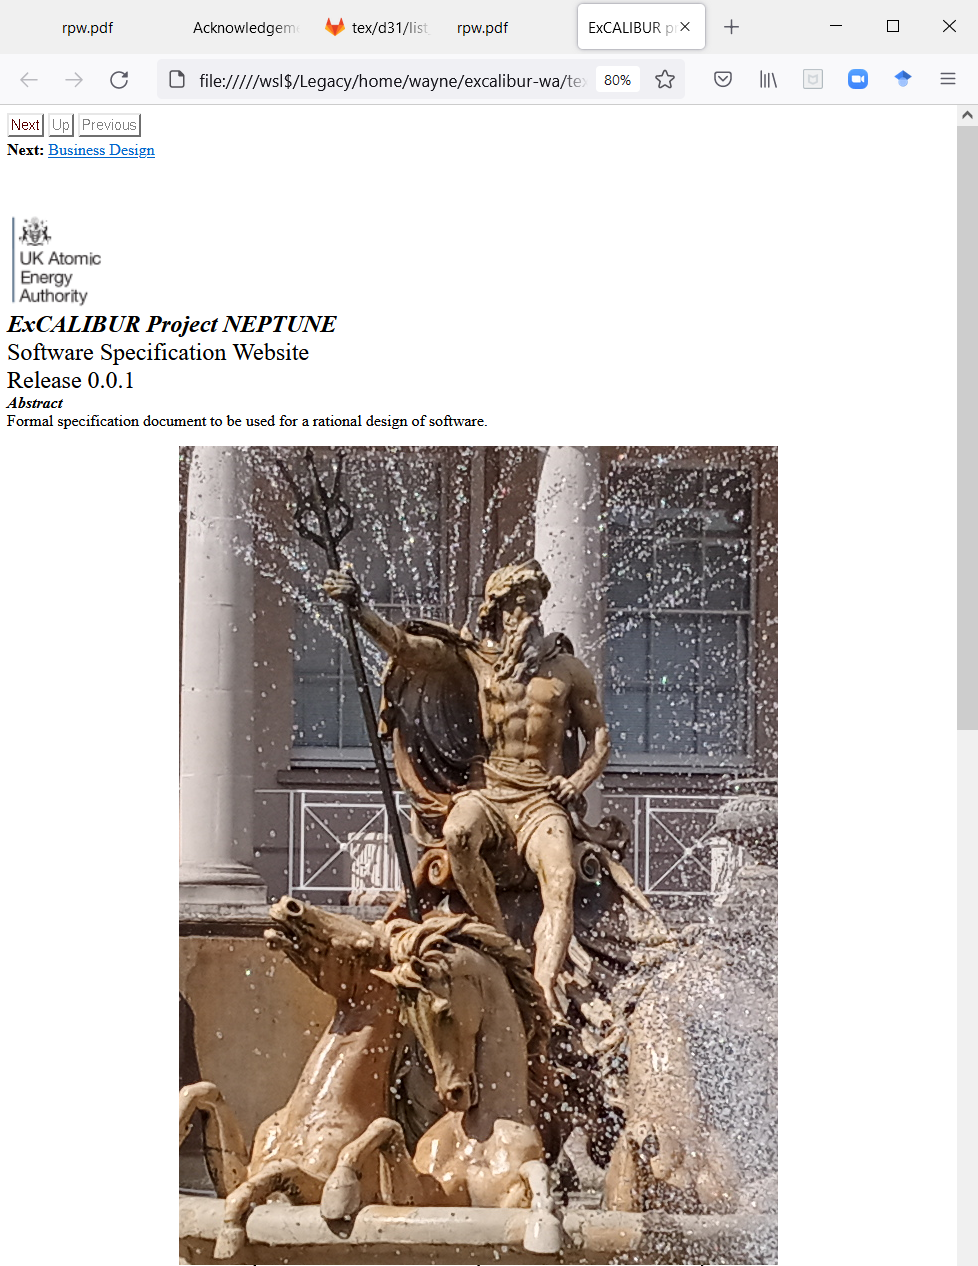 rpw.pdf
Acknowledgeme
tex/d31/list
rpw.pdf
ExCALIBUR p
file://///wsl$/Legacy/home/wayne/excalibur-wa/tex
80%
Next Up Previous
Next: Business Design
UK Atomic
Energy
Authority
ExCALIBUR Project NEPTUNE
Software Specification Website
Release 0.0.1
Abstract
Formal specification document to be used for a rational design of software.